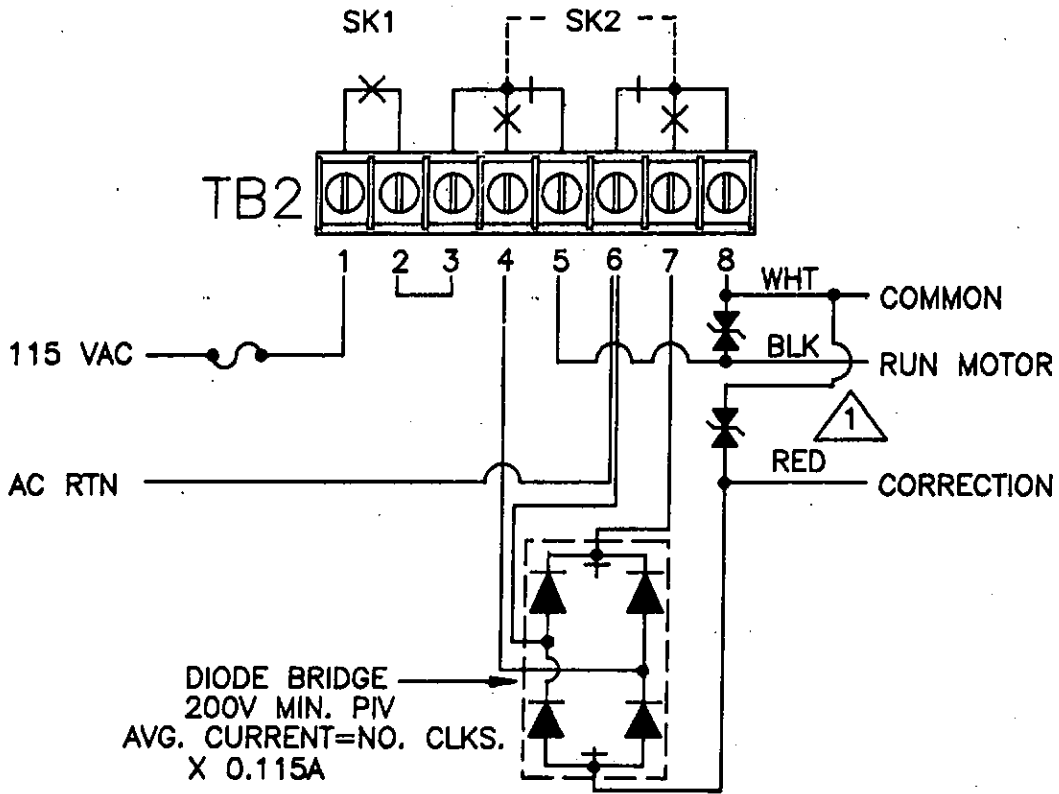 SK1
SK2
TB2
1 2 3 4 5 6 7 8
WHT
COMMON
115 VAC
BLK
RUN MOTOR
1
RED
AC RTN
CORRECTION
DIODE BRIDGE
200V MIN. PIV
AVG. CURRENT=NO. CLKS.
X 0.115A